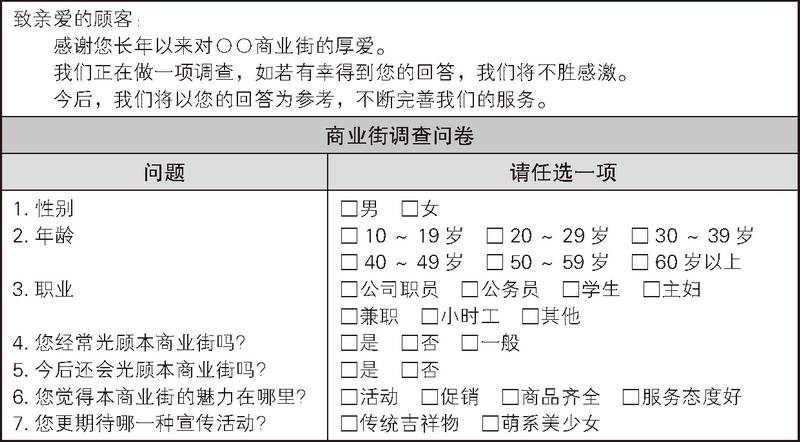 致亲爱的顾客：
感谢您长年以来对〇〇商业街的厚爱。
我们正在做一项调查，如若有幸得到您的回答，我们将不胜感激。
今后，我们将以您的回答为参考，不断完善我们的服务。
商业街调查问卷
问题 请任选一项
1. 性别 □男 □女
2. 年龄 □ 10 ～ 19 岁 □ 20 ～ 29 岁 □ 30 ～ 39 岁
□ 40 ～ 49 岁 □ 50 ～ 59 岁 □ 60 岁以上
3. 职业 □公司职员 □公务员 □学生 □主妇
□兼职 □小时工 □其他
4. 您经常光顾本商业街吗？ □是 □否 □一般
5. 今后还会光顾本商业街吗？ □是 □否
6. 您觉得本商业街的魅力在哪里？ □活动 □促销 □商品齐全 □服务态度好
7. 您更期待哪一种宣传活动？ □传统吉祥物 □萌系美少女